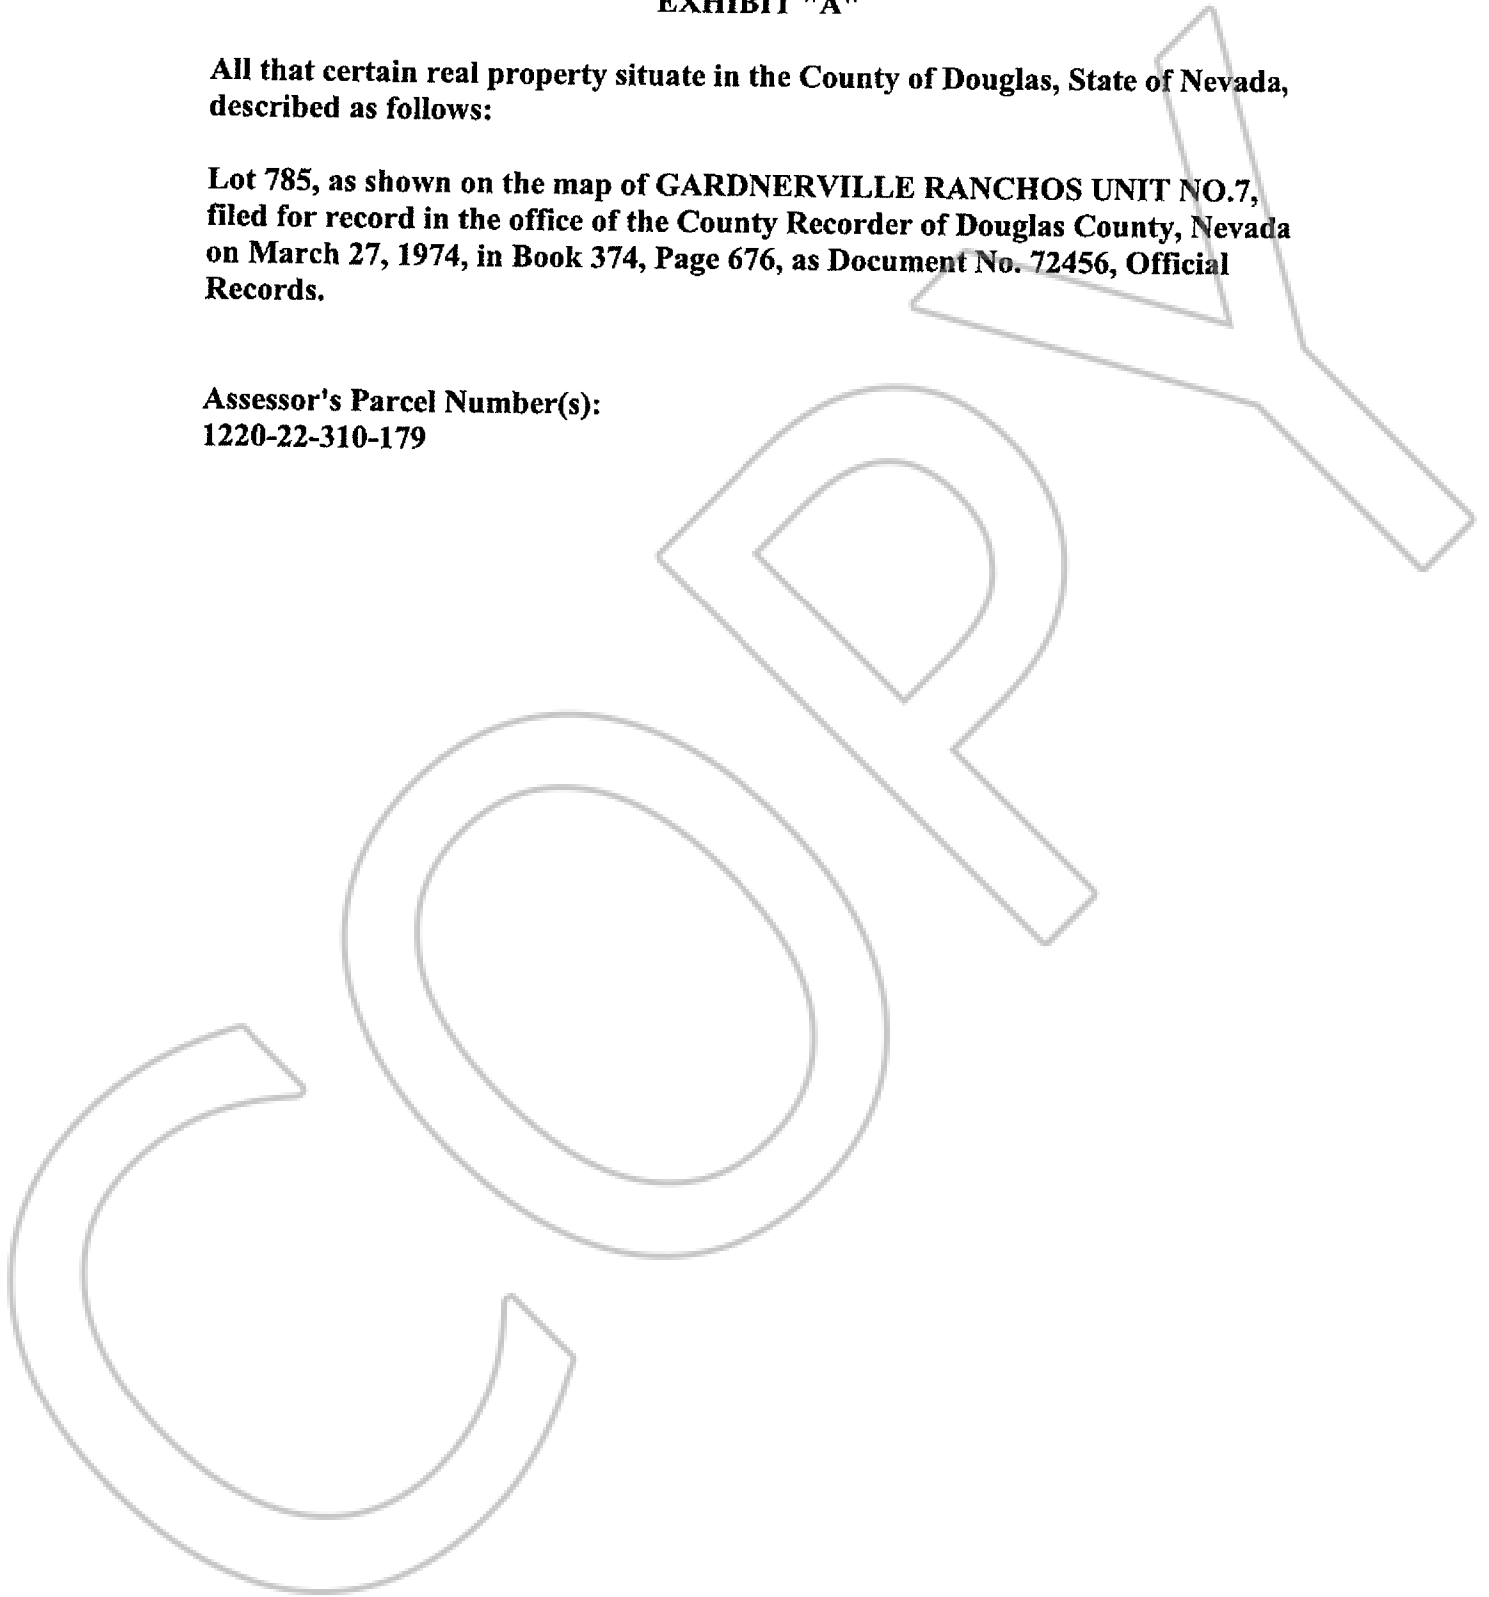 EXHIBIT "A"
All that certain real property situate in the County of Douglas, State of Nevada,
described as follows:
Lot 785, as shown on the map of GARDNERVILLE RANCHOS UNIT NO.7,
filed for record in the office of the County Recorder of Douglas County, Nevada
on March 27, 1974, in Book 374, Page 676, as Document No. 72456, Official
Records.
Assessor's Parcel Number(s):
1220-22-310-179
COPY